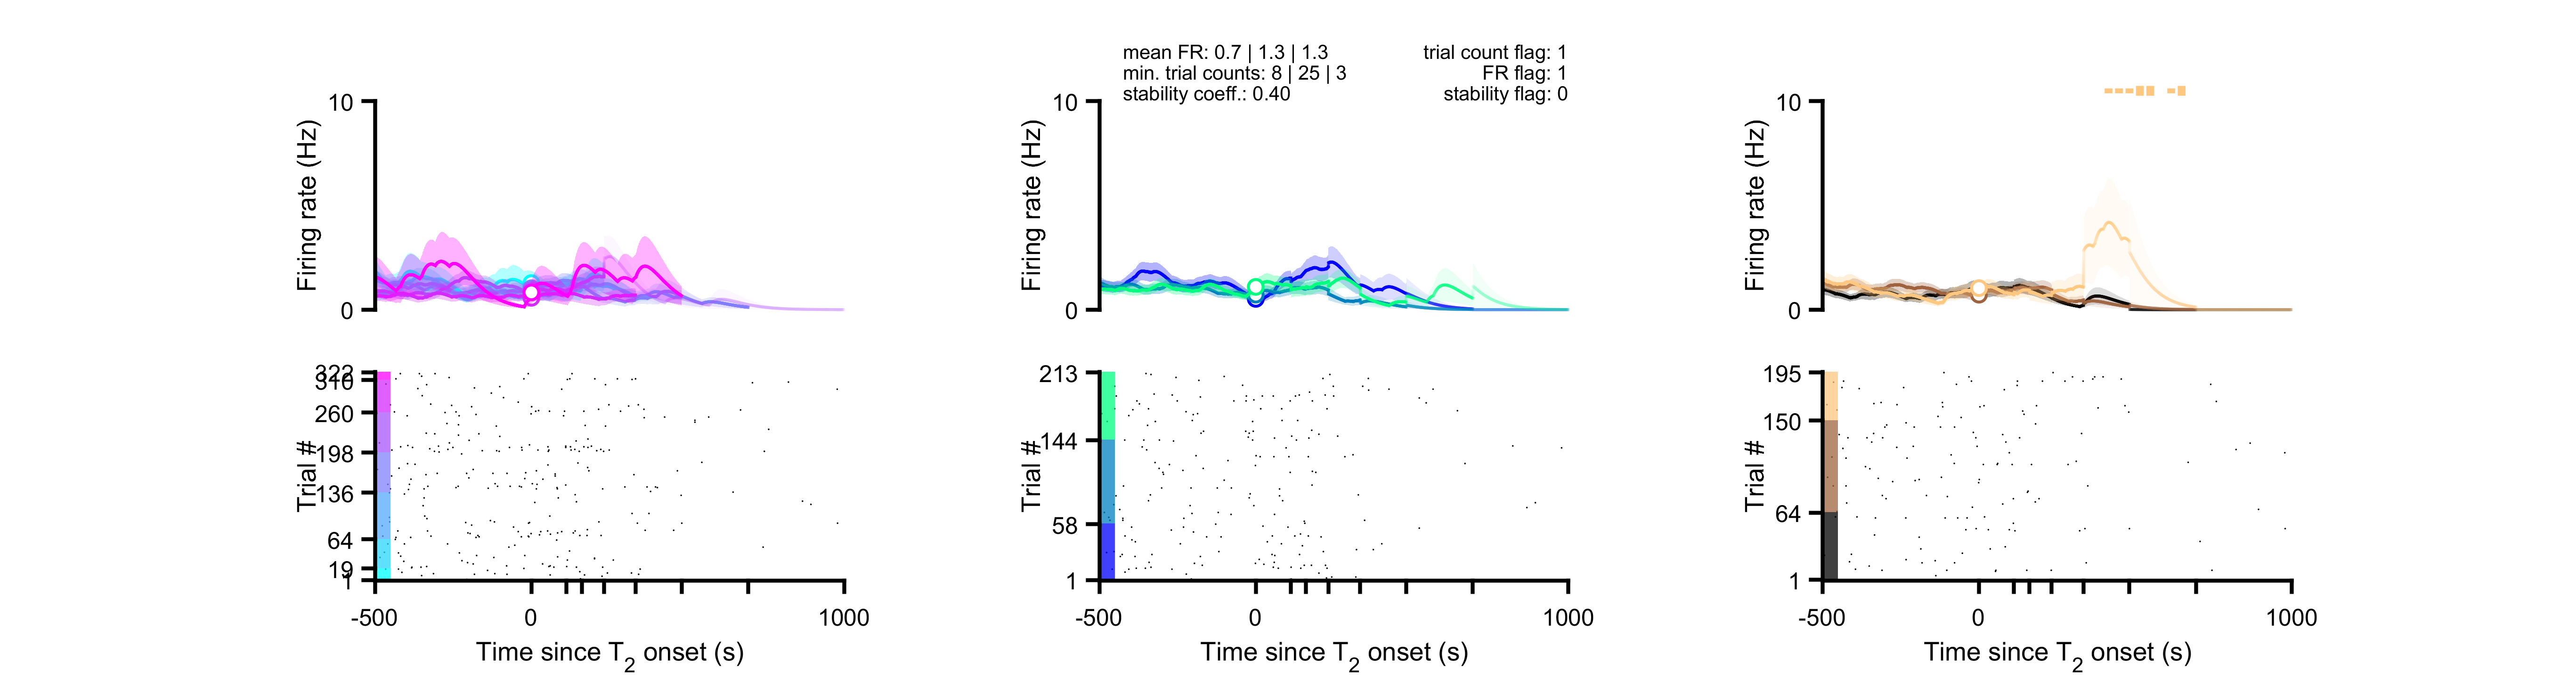 mean FR: 0.7 | 1.3 | 1.3
min. trial counts: 8 | 25 | 3
stability coeff.: 0.40
trial count flag: 1
FR flag: 1
stability flag: 0
10
0
Firing rate (Hz)
10
0
Firing rate (Hz)
10
0
Firing rate (Hz)
322
310
260
198
136
64
19
1
Trial #
-500
0
1000
Time since T2 onset (s)
213
144
58
1
Trial #
-500
0
1000
Time since T2 onset (s)
195
150
64
1
Trial #
-500
0
1000
Time since T2 onset (s)